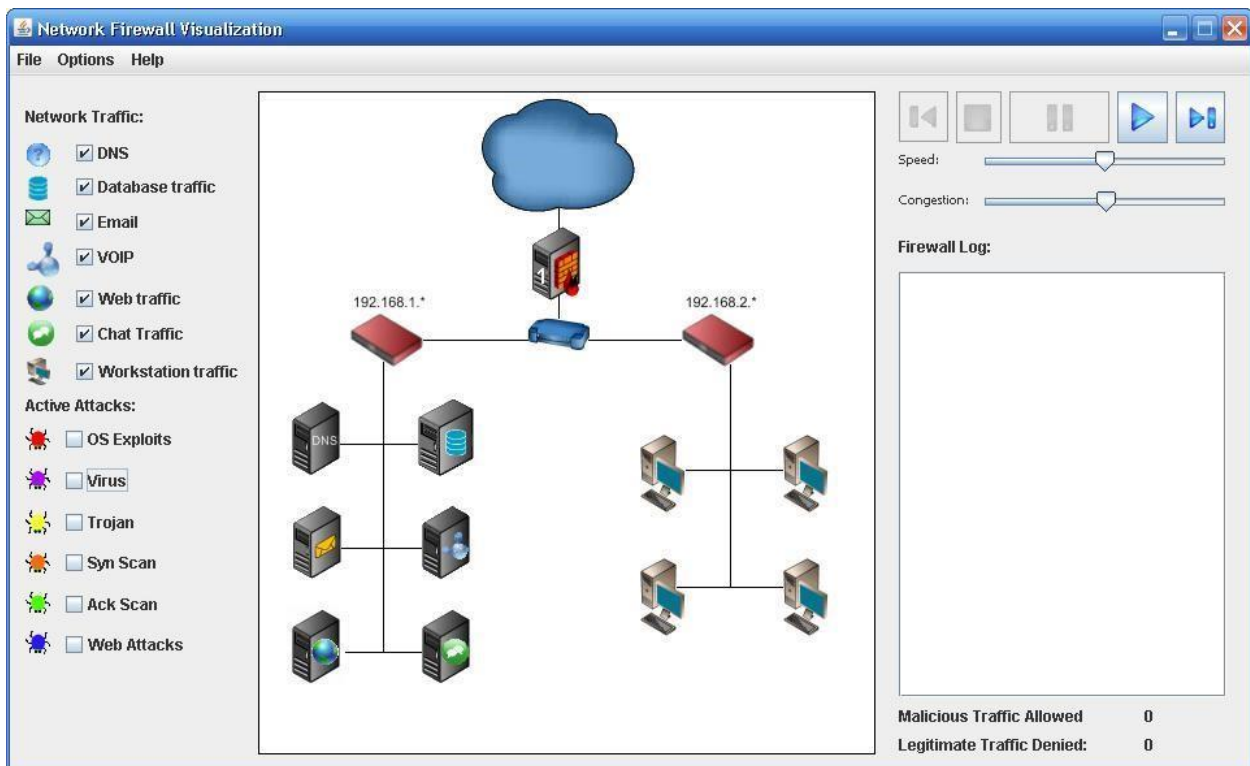 Network Firewall Visualization
File Options Help
Network Traffic:
DNS
Database traffic
Email
VOIP
Web traffic
Chat Traffic
Workstation traffic
Active Attacks:
OS Exploits
Virus
Trojan
Syn Scan
Ack Scan
Web Attacks
1
192.168.1.*
192.168.2.*
DNS
Speed:
Congestion:
Firewall Log:
Malicious Traffic Allowed 0
Legitimate Traffic Denied: 0